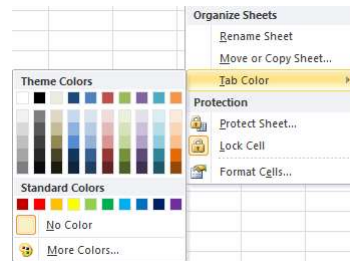 Organize Sheets
Rename Sheet
Move or Copy Sheet...
Tab Color
Protection
Protect Sheet...
Lock Cell
Format Cells...
Theme Colors
Standard Colors
No Color
More Colors...